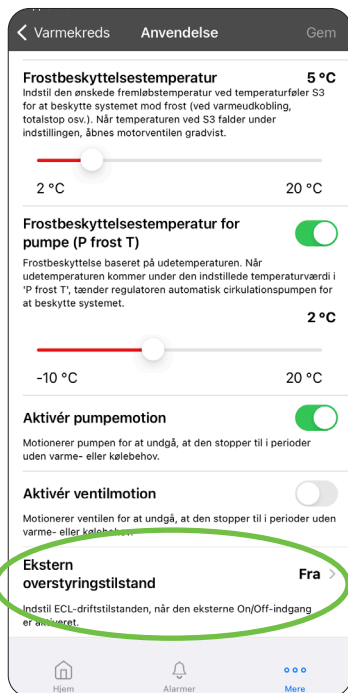 Varmekreds Anvendelse Gem
Frostbeskyttelsestemperatur 5 °C
Indstil den ønskede fremløbstemperatur ved temperaturføler S3
for at beskytte systemet mod frost (ved varmeudkobling,
totalstop osv.). Når temperaturen ved S3 falder under
indstillingen, åbnes motorventilen gradvist.
2 °C 20 °C
Frostbeskyttelsestemperatur for
pumpe (P frost T)
Frostbeskyttelse baseret på udetemperaturen. Når
udetemperaturen kommer under den indstillede temperaturværdi i
'P frost T', tænder regulatoren automatisk cirkulationspumpen for
at beskytte systemet.
2 °C
-10 °C 20 °C
Aktivér pumpemotion
Motionerer pumpen for at undgå, at den stopper til i perioder
uden varme- eller kølebehov.
Aktivér ventilmotion
Motionerer ventilen for at undgå, at den stopper til i perioder uden
varme- eller kølebehov.
Ekstern
overstyringstilstand Fra
Indstil ECL-driftstilstanden, når den eksterne On/Off-indgang
er aktiveret.
Hjem Alarmer Mere